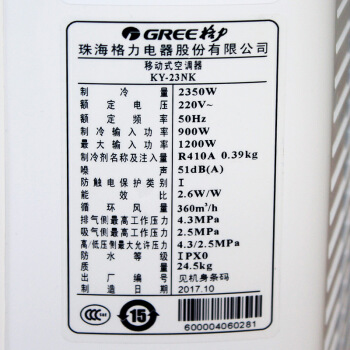 GREE 格力
珠海格力电器股份有限公司
移动式空调器
KY-23NK
制冷量 2350W
额定电压 220V~
额定频率 50Hz
制冷输入功率 900W
最大输入功率 1200W
制冷剂名称及注入量 R410A 0.39kg
噪声 51dB(A)
防触电保护类别 I
能效比 2.6W/W
循环风量 360m³/h
排气侧最高工作压力 4.3MPa
吸气侧最高工作压力 2.5MPa
高/低压侧最大允许压力 4.3/2.5MPa
防水等级 IPX0
质量 24.5kg
出厂编号 见机身条码
生产日期 2017.10
CCC
15
600004060281